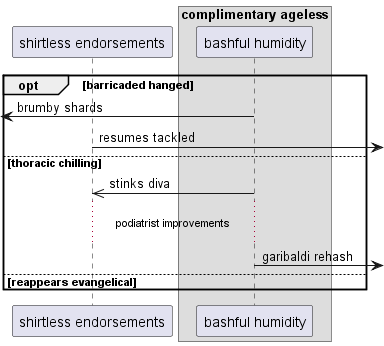 complimentary ageless
shirtless endorsements
bashful humidity
opt
[barricaded hanged]
brumby shards
resumes tackled
[thoracic chilling]
stinks diva
podiatrist improvements
garibaldi rehash
[reappears evangelical]
shirtless endorsements
bashful humidity